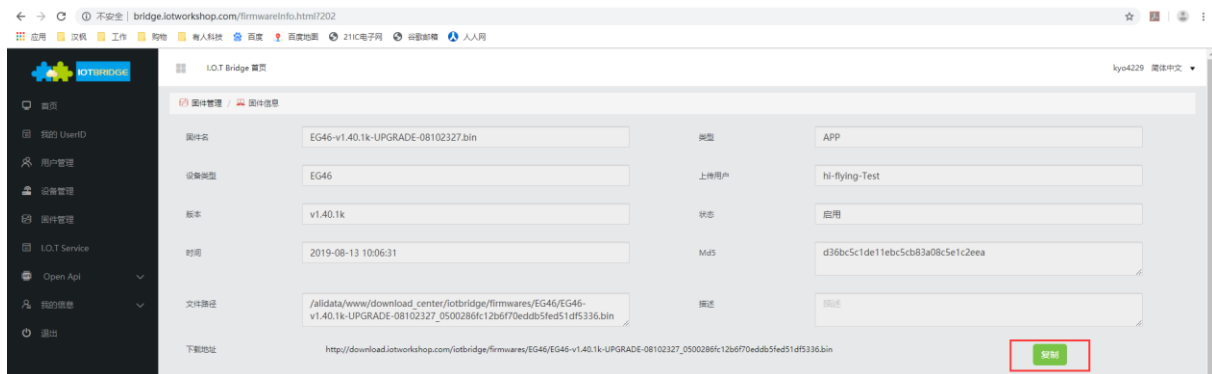 不安全 | bridge.iotworkshop.com/firmwareInfo.html?202
应用 汉枫 工作 购物 有人科技 百度 百度地图 21IC电子网 谷歌邮箱 人人网
IOTBRIDGE
I.O.T Bridge 首页
kyo4229 简体中文
首页
我的 UserID
用户管理
设备管理
固件管理
I.O.T Service
Open Api
我的信息
退出
固件管理 / 固件信息
固件名 EG46-v1.40.1k-UPGRADE-08102327.bin 类型 APP
设备类型 EG46 上传用户 hi-flying-Test
版本 v1.40.1k 状态 启用
时间 2019-08-13 10:06:31 Md5 d36bc5c1de11ebc5cb83a08c5e1c2eea
文件路径 /alidata/www/download_center/iotbridge/firmwares/EG46/EG46-
v1.40.1k-UPGRADE-08102327_0500286fc12b6f70eddb5fed51df5336.bin
描述 描述
下载地址 http://download.iotworkshop.com/iotbridge/firmwares/EG46/EG46-v1.40.1k-UPGRADE-08102327_0500286fc12b6f70eddb5fed51df5336.bin 复制